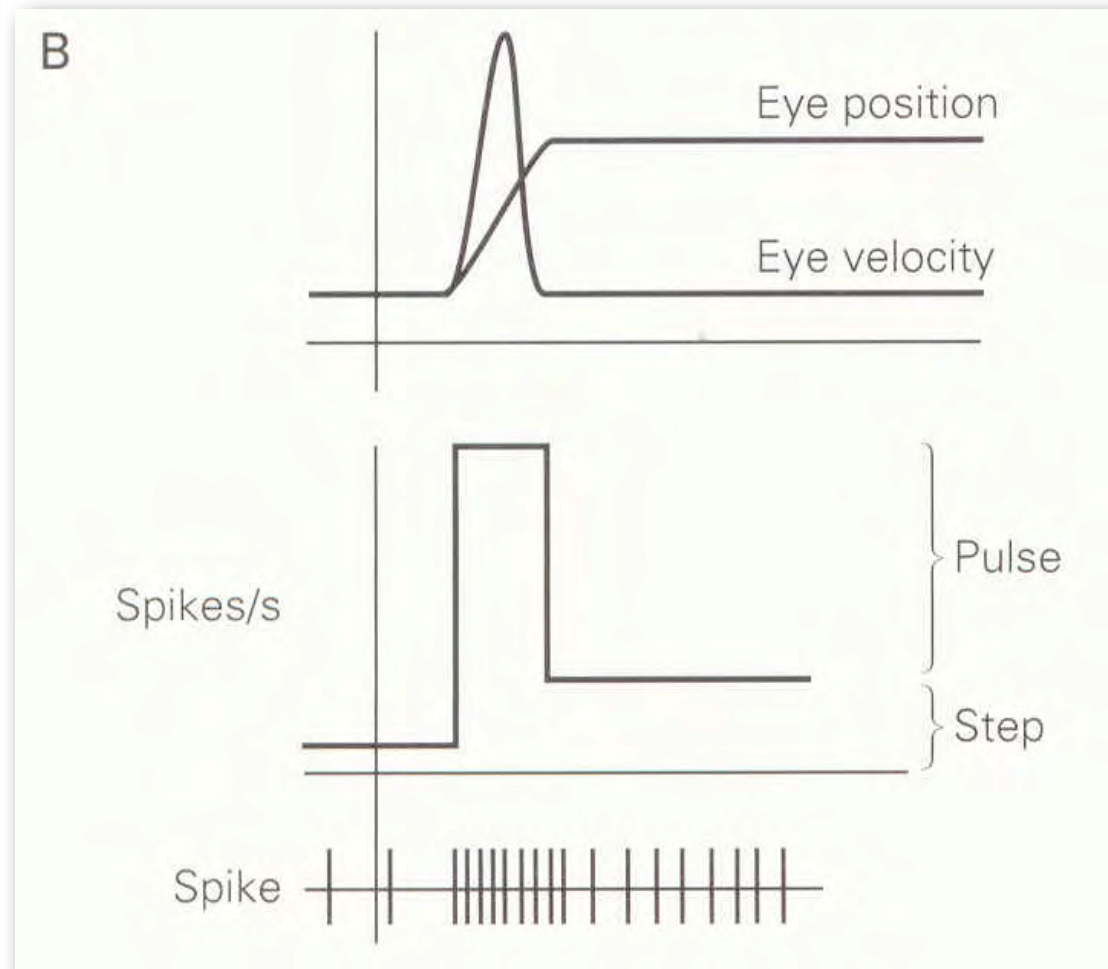 B
Eye position
Eye velocity
Spikes/s
Pulse
Step
Spike